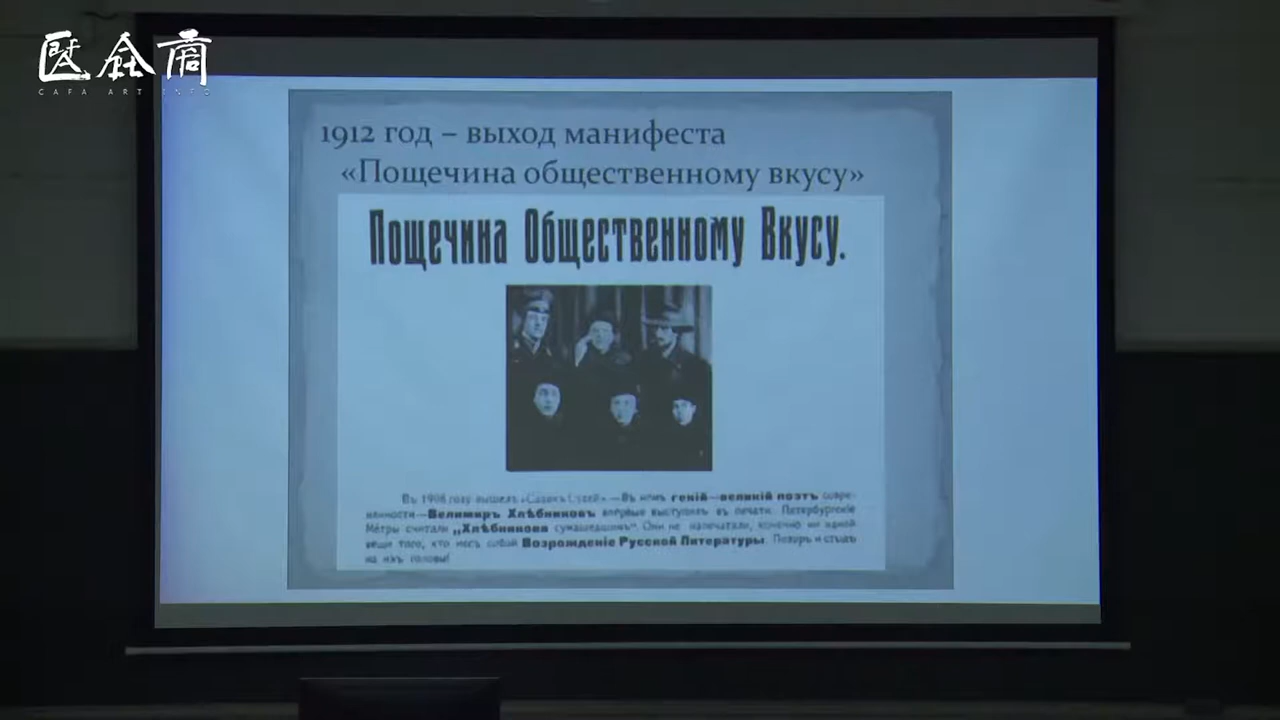 CAFA ART INFO
1912 год – выход манифеста
«Пощечина общественному вкусу»
Пощечина Общественному Вкусу.
Въ 1908 году вышелъ «Садокъ Судей».—Въ немъ геній—великій поэтъ совре-
менности—Велимиръ Хлѣбниковъ впервые выступилъ въ печати. Петербургскіе
Мѐтры считали „Хлѣбникова сумасшедшимъ“. Они не напечатали, конечно ни одной
вещи того, кто несъ собой Возрожденіе Русской Литературы. Позоръ и стыдъ
на ихъ головы!